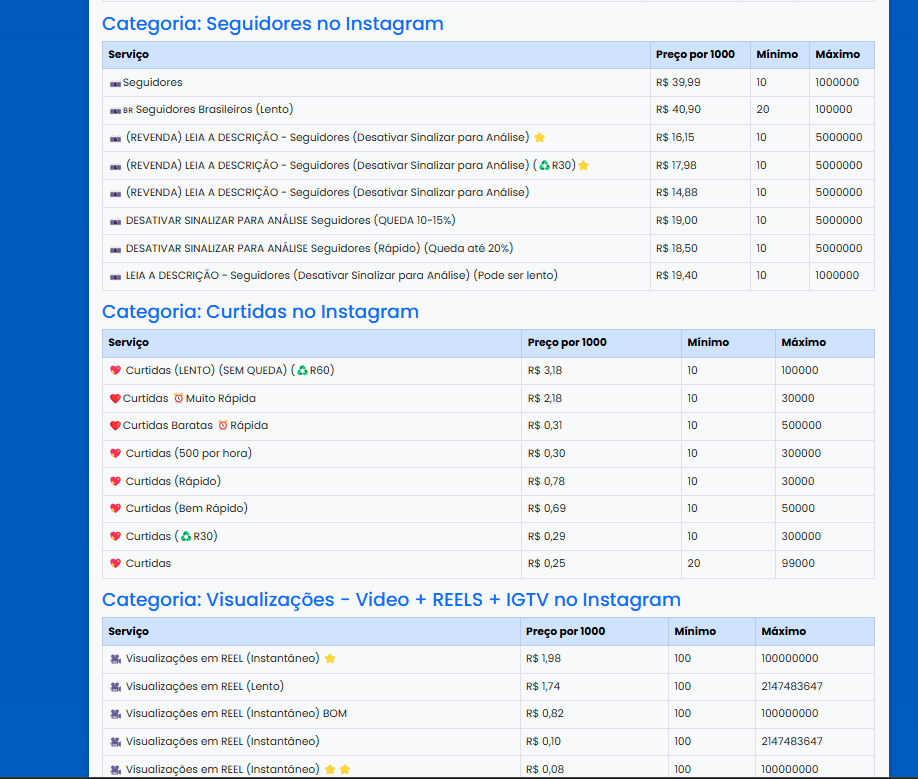 Categoria: Seguidores no Instagram
Serviço Preço por 1000 Mínimo Máximo
Seguidores R$ 39,99 10 1000000
BR Seguidores Brasileiros (Lento) R$ 40,90 20 100000
(REVENDA) LEIA A DESCRIÇÃO - Seguidores (Desativar Sinalizar para Análise) ⭐ R$ 16,15 10 5000000
(REVENDA) LEIA A DESCRIÇÃO - Seguidores (Desativar Sinalizar para Análise) (♻️R30)⭐ R$ 17,98 10 5000000
(REVENDA) LEIA A DESCRIÇÃO - Seguidores (Desativar Sinalizar para Análise) R$ 14,88 10 5000000
DESATIVAR SINALIZAR PARA ANÁLISE Seguidores (QUEDA 10-15%) R$ 19,00 10 5000000
DESATIVAR SINALIZAR PARA ANÁLISE Seguidores (Rápido) (Queda até 20%) R$ 18,50 10 5000000
LEIA A DESCRIÇÃO - Seguidores (Desativar Sinalizar para Análise) (Pode ser lento) R$ 19,40 10 1000000
Categoria: Curtidas no Instagram
Serviço Preço por 1000 Mínimo Máximo
💖 Curtidas (LENTO) (SEM QUEDA) (♻️R60) R$ 3,18 10 100000
❤️Curtidas ⏰Muito Rápida R$ 2,18 10 30000
❤️Curtidas Baratas ⏰Rápida R$ 0,31 10 500000
💖 Curtidas (500 por hora) R$ 0,30 10 300000
💖 Curtidas (Rápido) R$ 0,78 10 30000
💖 Curtidas (Bem Rápido) R$ 0,69 10 50000
💖 Curtidas (♻️R30) R$ 0,29 10 300000
💖 Curtidas R$ 0,25 20 99000
Categoria: Visualizações - Video + REELS + IGTV no Instagram
Serviço Preço por 1000 Mínimo Máximo
🎥 Visualizações em REEL (Instantâneo) ⭐ R$ 1,98 100 100000000
🎥 Visualizações em REEL (Lento) R$ 1,74 100 2147483647
🎥 Visualizações em REEL (Instantâneo) BOM R$ 0,82 100 100000000
🎥 Visualizações em REEL (Instantâneo) R$ 0,10 100 2147483647
🎥 Visualizações em REEL (Instantâneo) ⭐⭐ R$ 0,08 100 100000000